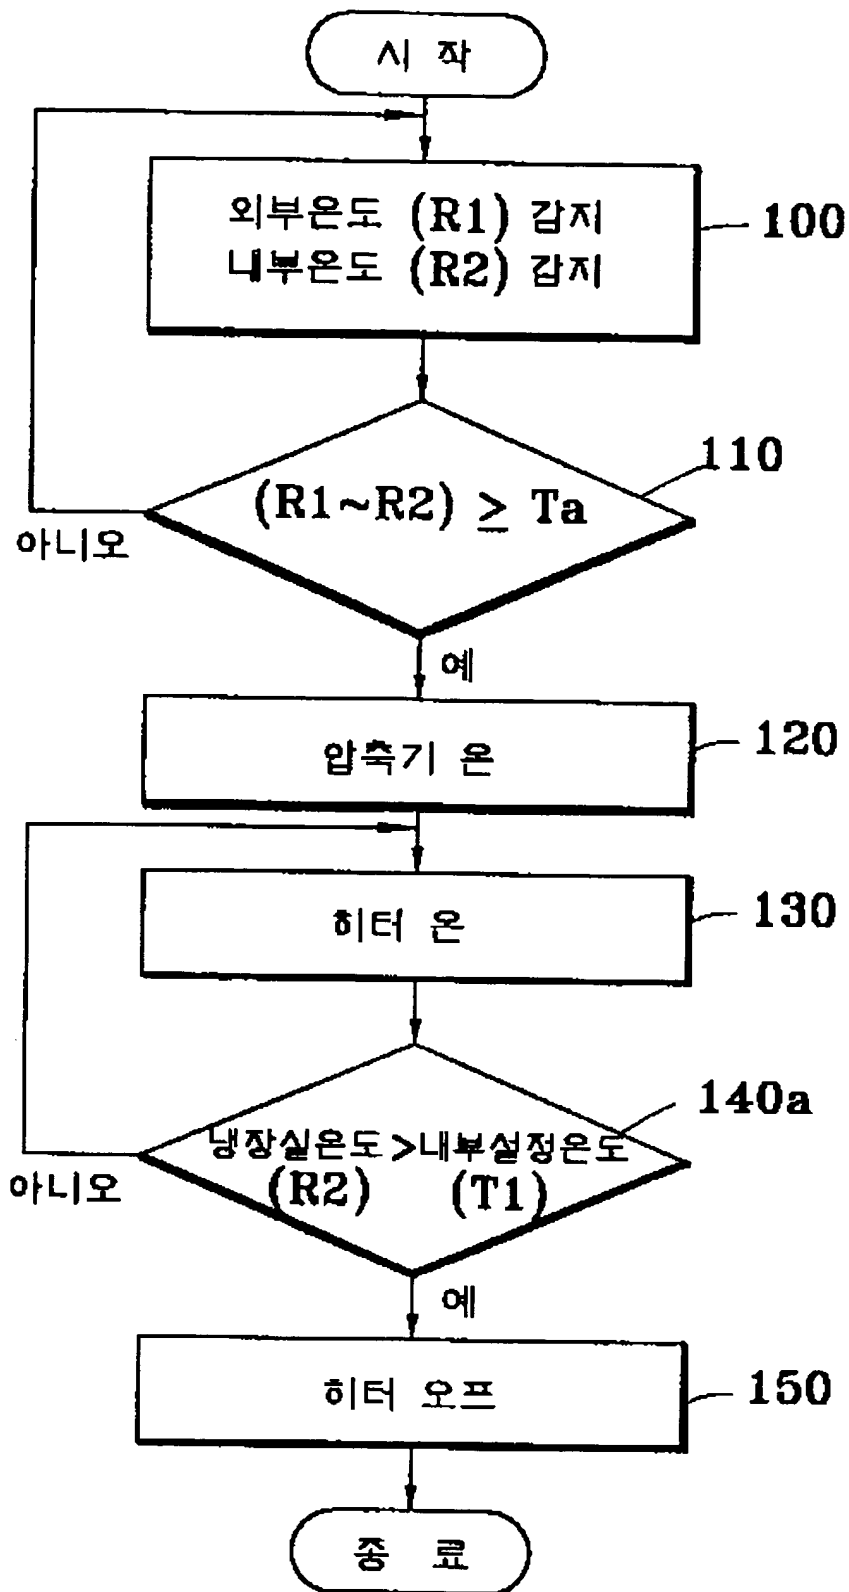 시 작
외부온도 (R1) 감지
내부온도 (R2) 감지
100
(R1~R2) ≥ Ta
110
아니오
예
압축기 온
120
히터 온
130
냉장실온도>내부설정온도
(R2) (T1)
140a
아니오
예
히터 오프
150
종 료